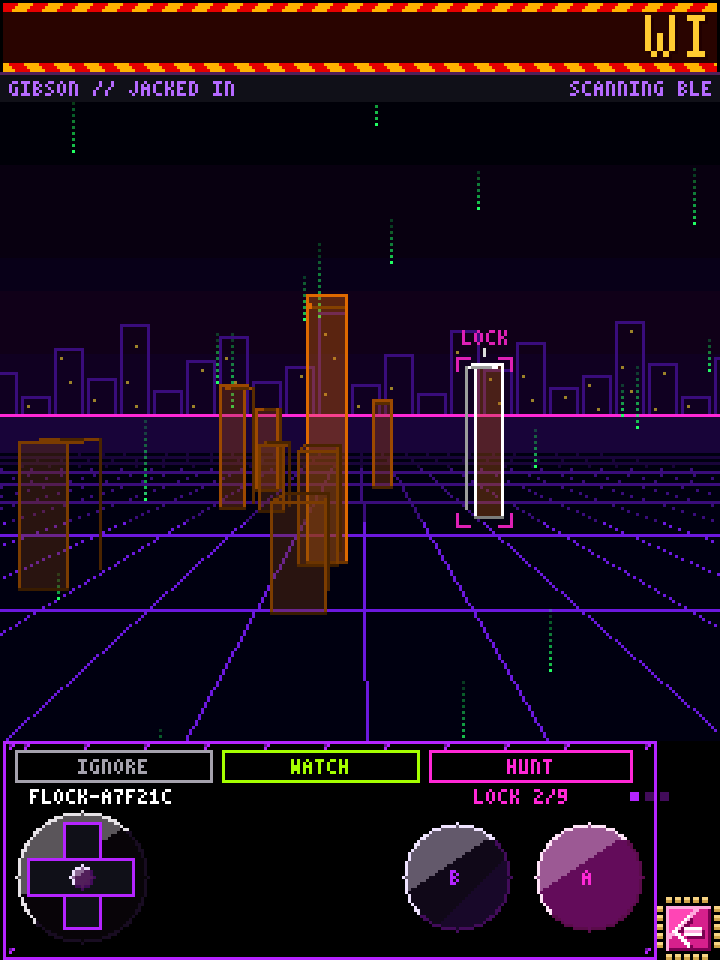 WI
GIBSON // JACKED IN
SCANNING BLE
LOCK
IGNORE
WATCH
HUNT
FLOCK-A7F21C
LOCK 2/9
B
A